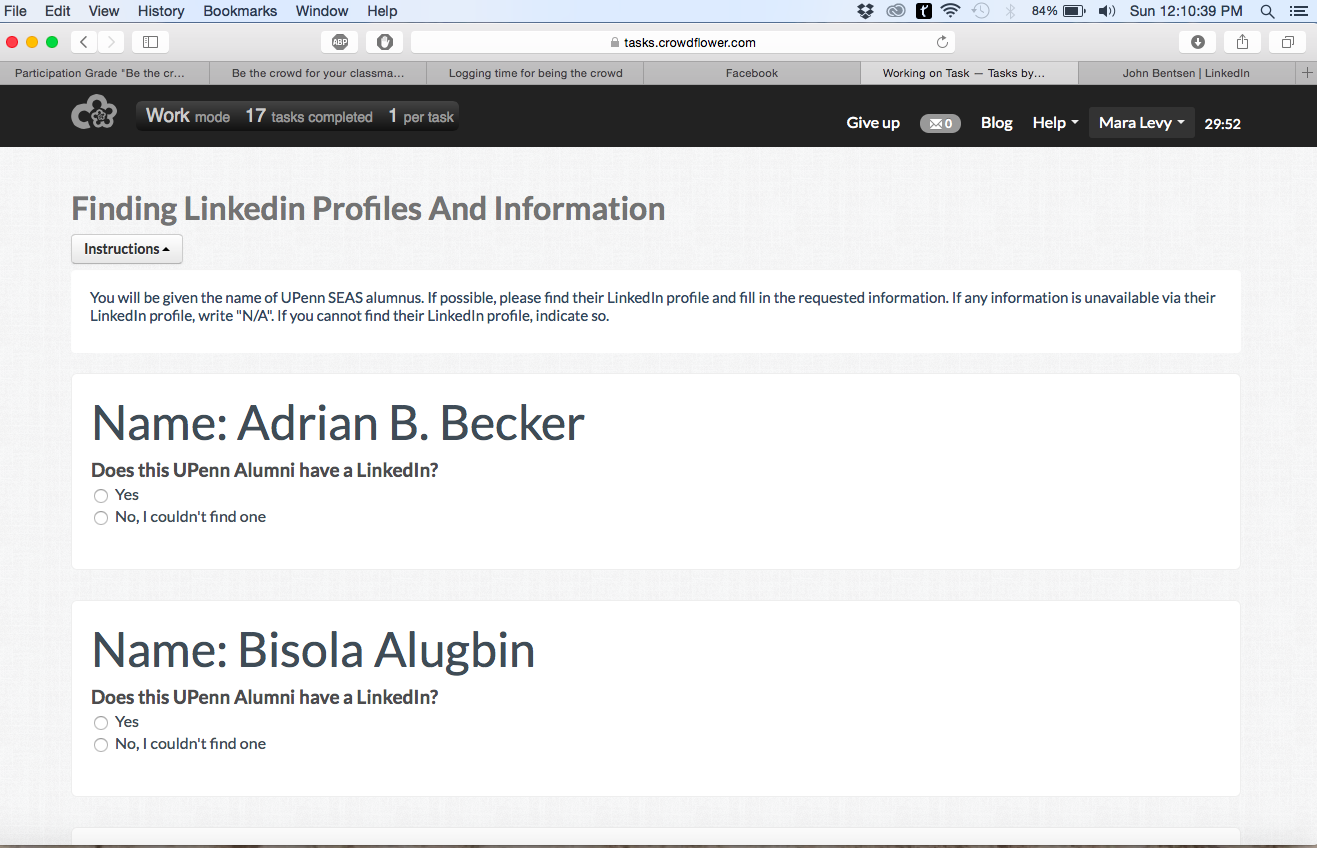 File Edit View History Bookmarks Window Help 84% Sun 12:10:39 PM
ABP tasks.crowdflower.com
Participation Grade "Be the cr... Be the crowd for your classma... Logging time for being the crowd Facebook Working on Task — Tasks by... John Bentsen | LinkedIn
Work mode 17 tasks completed 1 per task Give up 0 Blog Help Mara Levy 29:52
Finding Linkedin Profiles And Information
Instructions
You will be given the name of UPenn SEAS alumnus. If possible, please find their LinkedIn profile and fill in the requested information. If any information is unavailable via their
LinkedIn profile, write "N/A". If you cannot find their LinkedIn profile, indicate so.
Name: Adrian B. Becker
Does this UPenn Alumni have a LinkedIn?
Yes
No, I couldn't find one
Name: Bisola Alugbin
Does this UPenn Alumni have a LinkedIn?
Yes
No, I couldn't find one